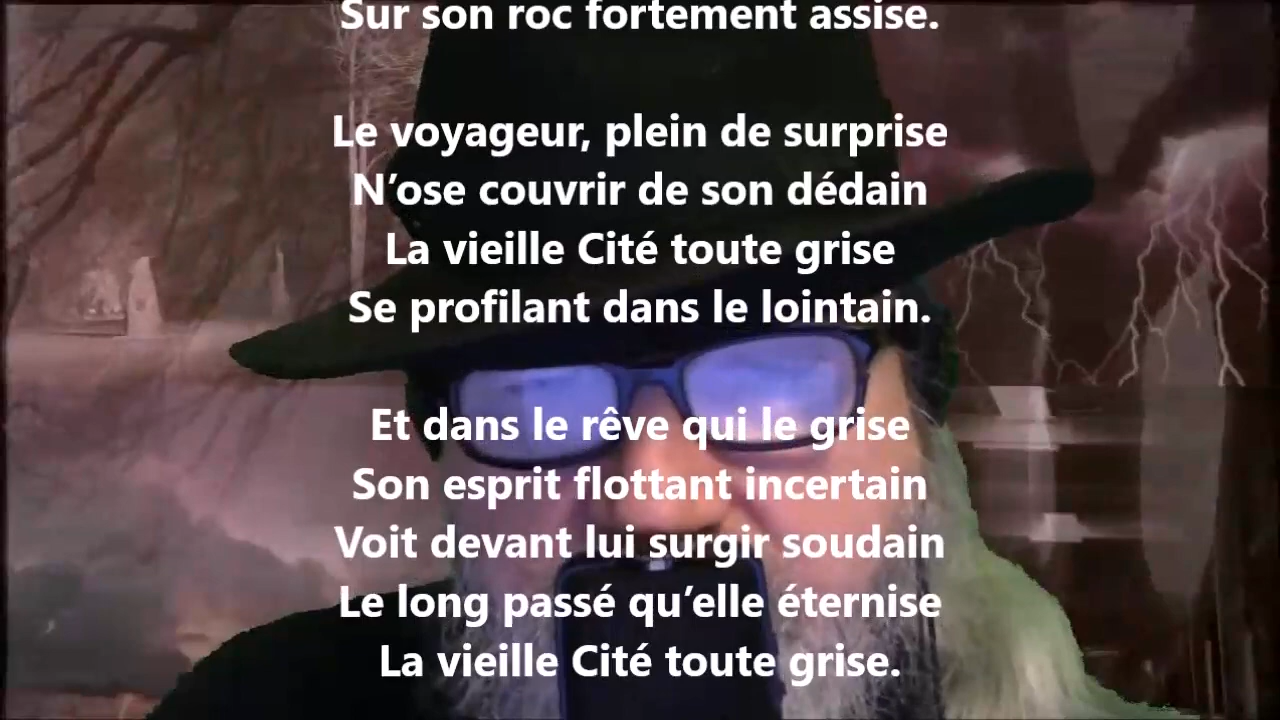 Sur son roc fortement assise.
Le voyageur, plein de surprise
N’ose couvrir de son dédain
La vieille Cité toute grise
Se profilant dans le lointain.
Et dans le rêve qui le grise
Son esprit flottant incertain
Voit devant lui surgir soudain
Le long passé qu’elle éternise
La vieille Cité toute grise.